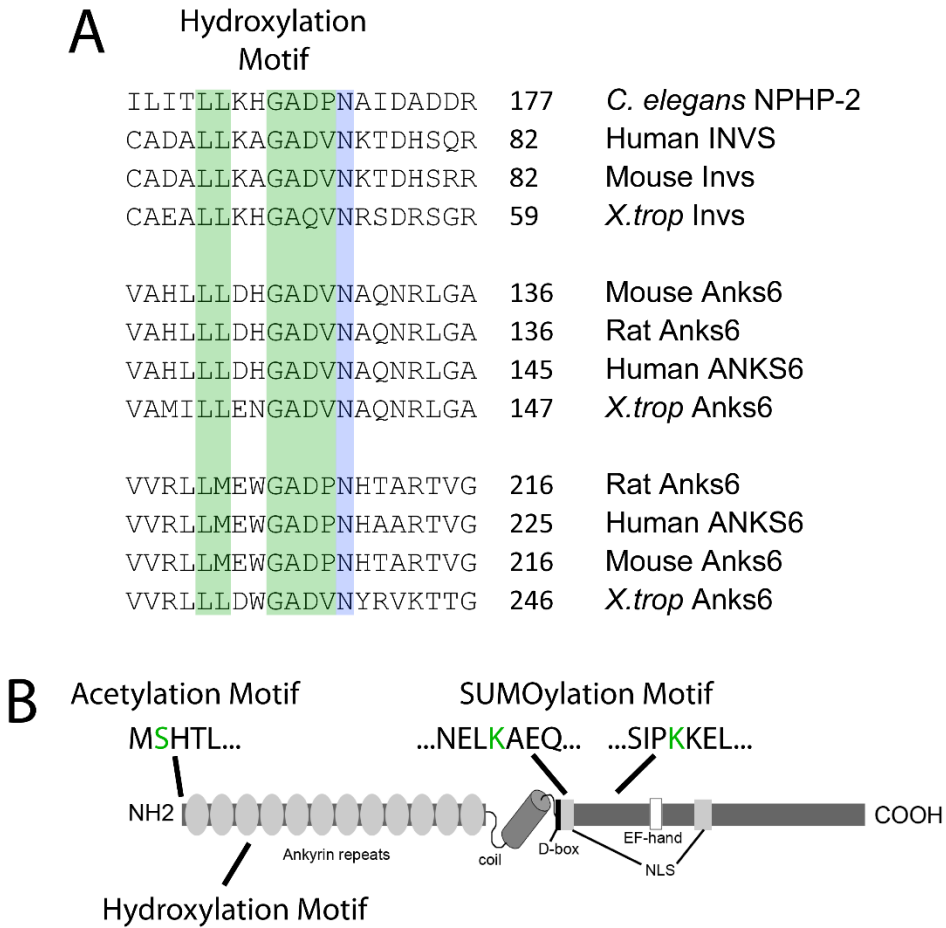 A
Hydroxylation
Motif
ILITLLKHGADPNAIDADDR 177 C. elegans NPHP-2
CADALLKAGADVNKTDHSQR 82 Human INVS
CADALLKAGADVNKTDHSRR 82 Mouse Invs
CAEALLKHGAQVNRSDRSGR 59 X.trop Invs
VAHLLLDHGADVNAQNRLGA 136 Mouse Anks6
VAHLLLDHGADVNAQNRLGA 136 Rat Anks6
VAHLLLDHGADVNAQNRLGA 145 Human ANKS6
VAMILLENGADVNAQNRLGA 147 X.trop Anks6
VVRLLMEWGADPNHTARTVG 216 Rat Anks6
VVRLLMEWGADPNHAARTVG 225 Human ANKS6
VVRLLMEWGADPNHTARTVG 216 Mouse Anks6
VVRLLLDWGADVNYRVKTTG 246 X.trop Anks6
B
Acetylation Motif SUMOylation Motif
MSHTL... ...NELKAEQ... ...SIPKKEL...
NH2 COOH
Ankyrin repeats coil D-box EF-hand
NLS
Hydroxylation Motif